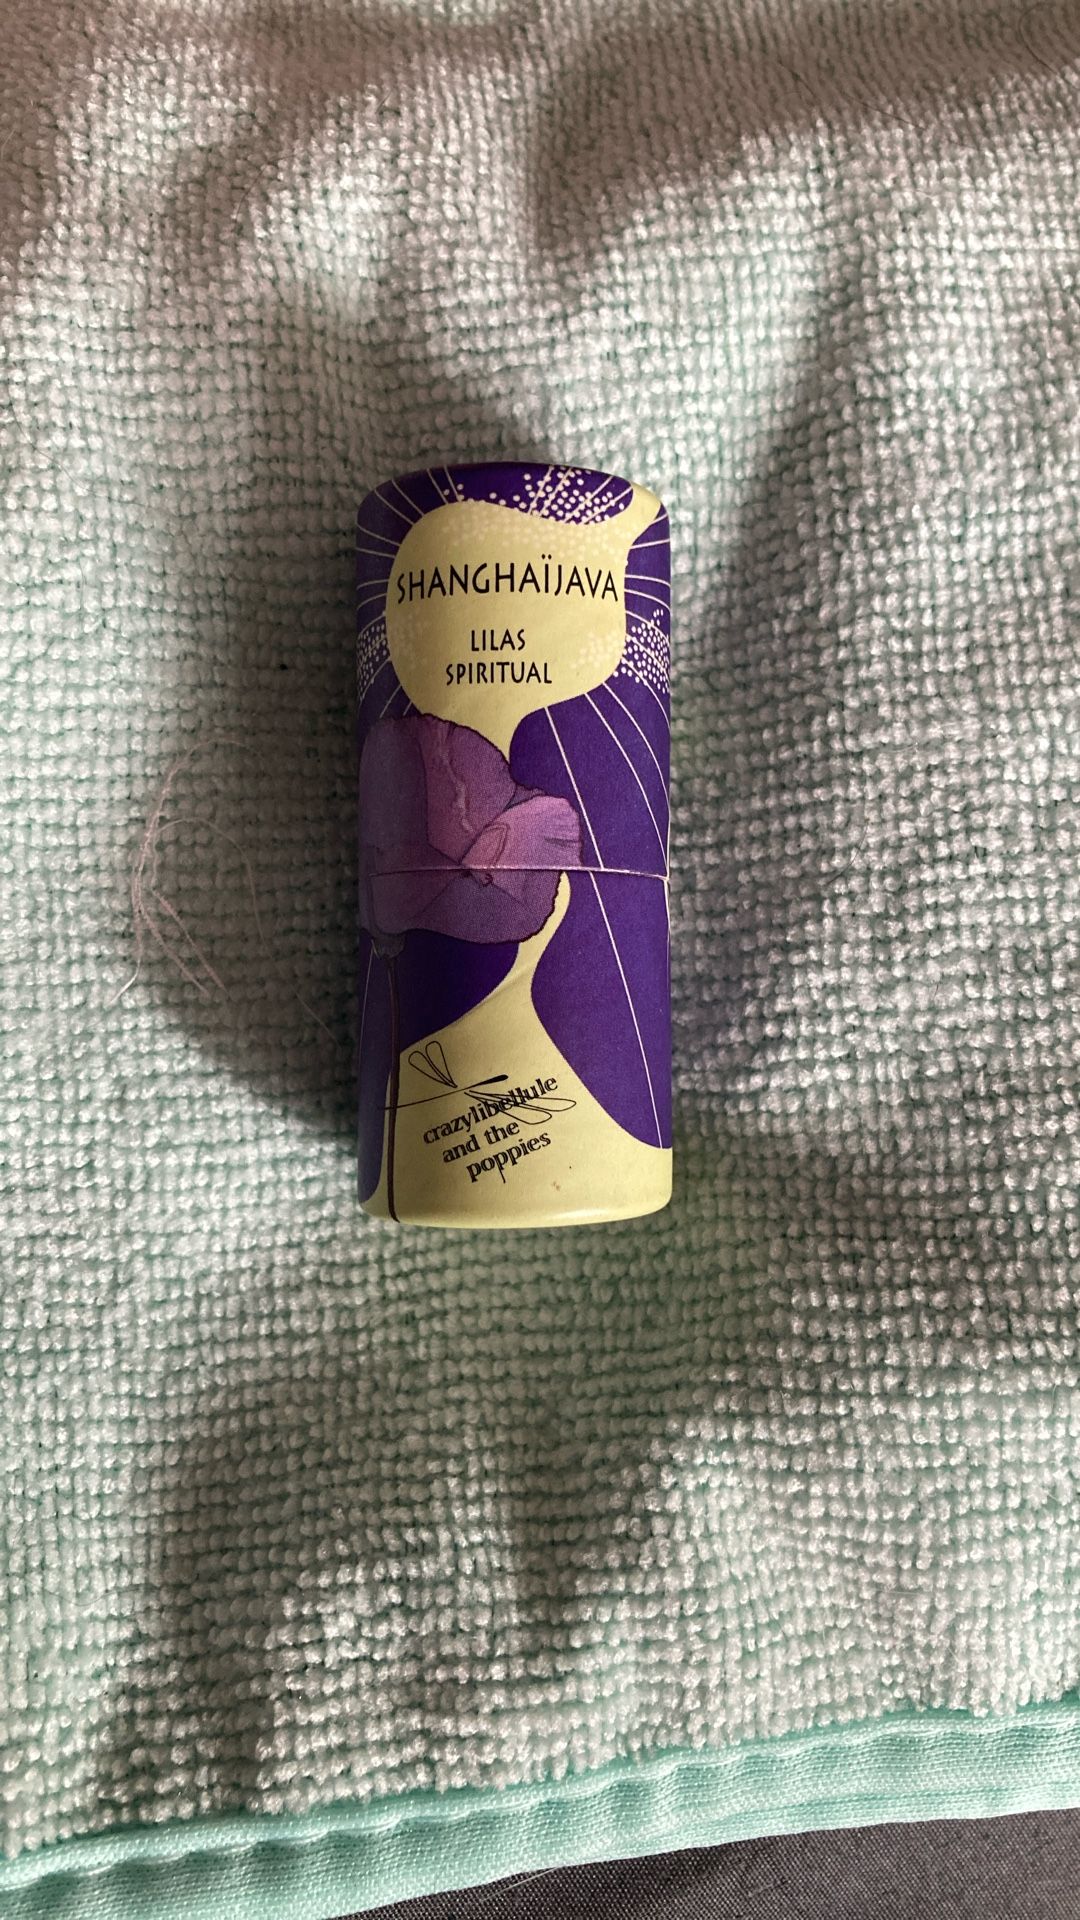 SHANGHAÏJAVA
LILAS
SPIRITUAL
crazylibellule
and the
poppies